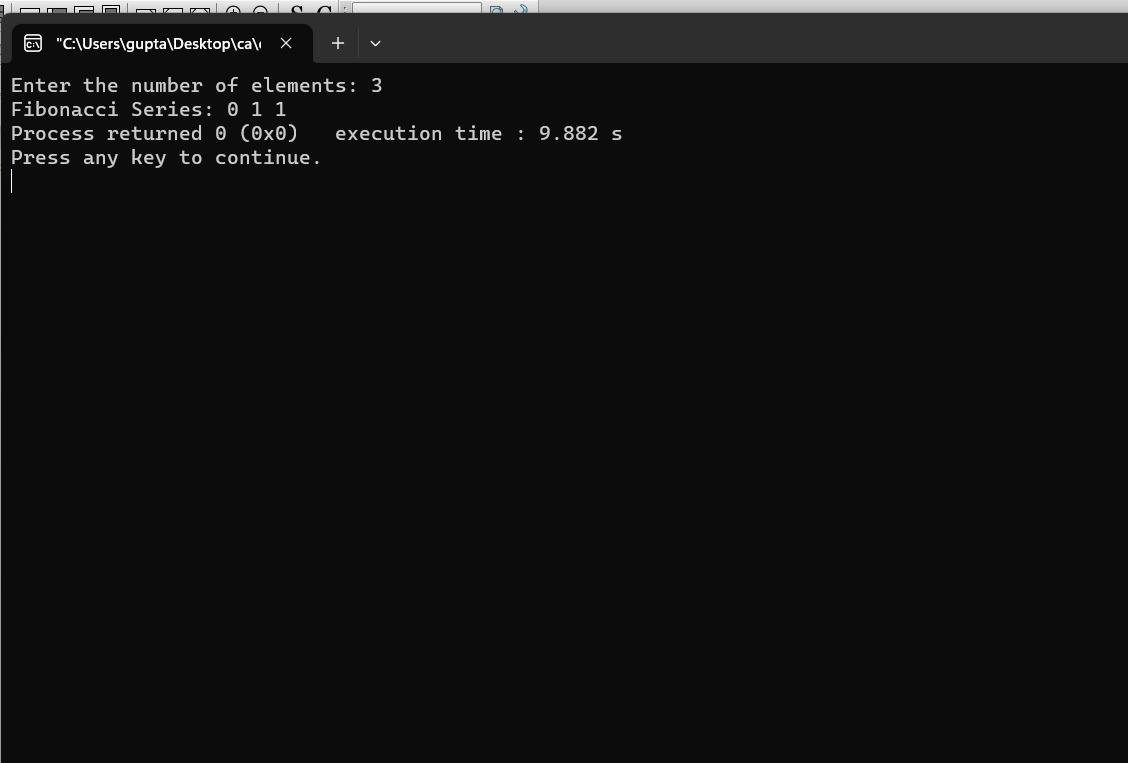 "C:\Users\gupta\Desktop\ca\
Enter the number of elements: 3
Fibonacci Series: 0 1 1
Process returned 0 (0x0)   execution time : 9.882 s
Press any key to continue.